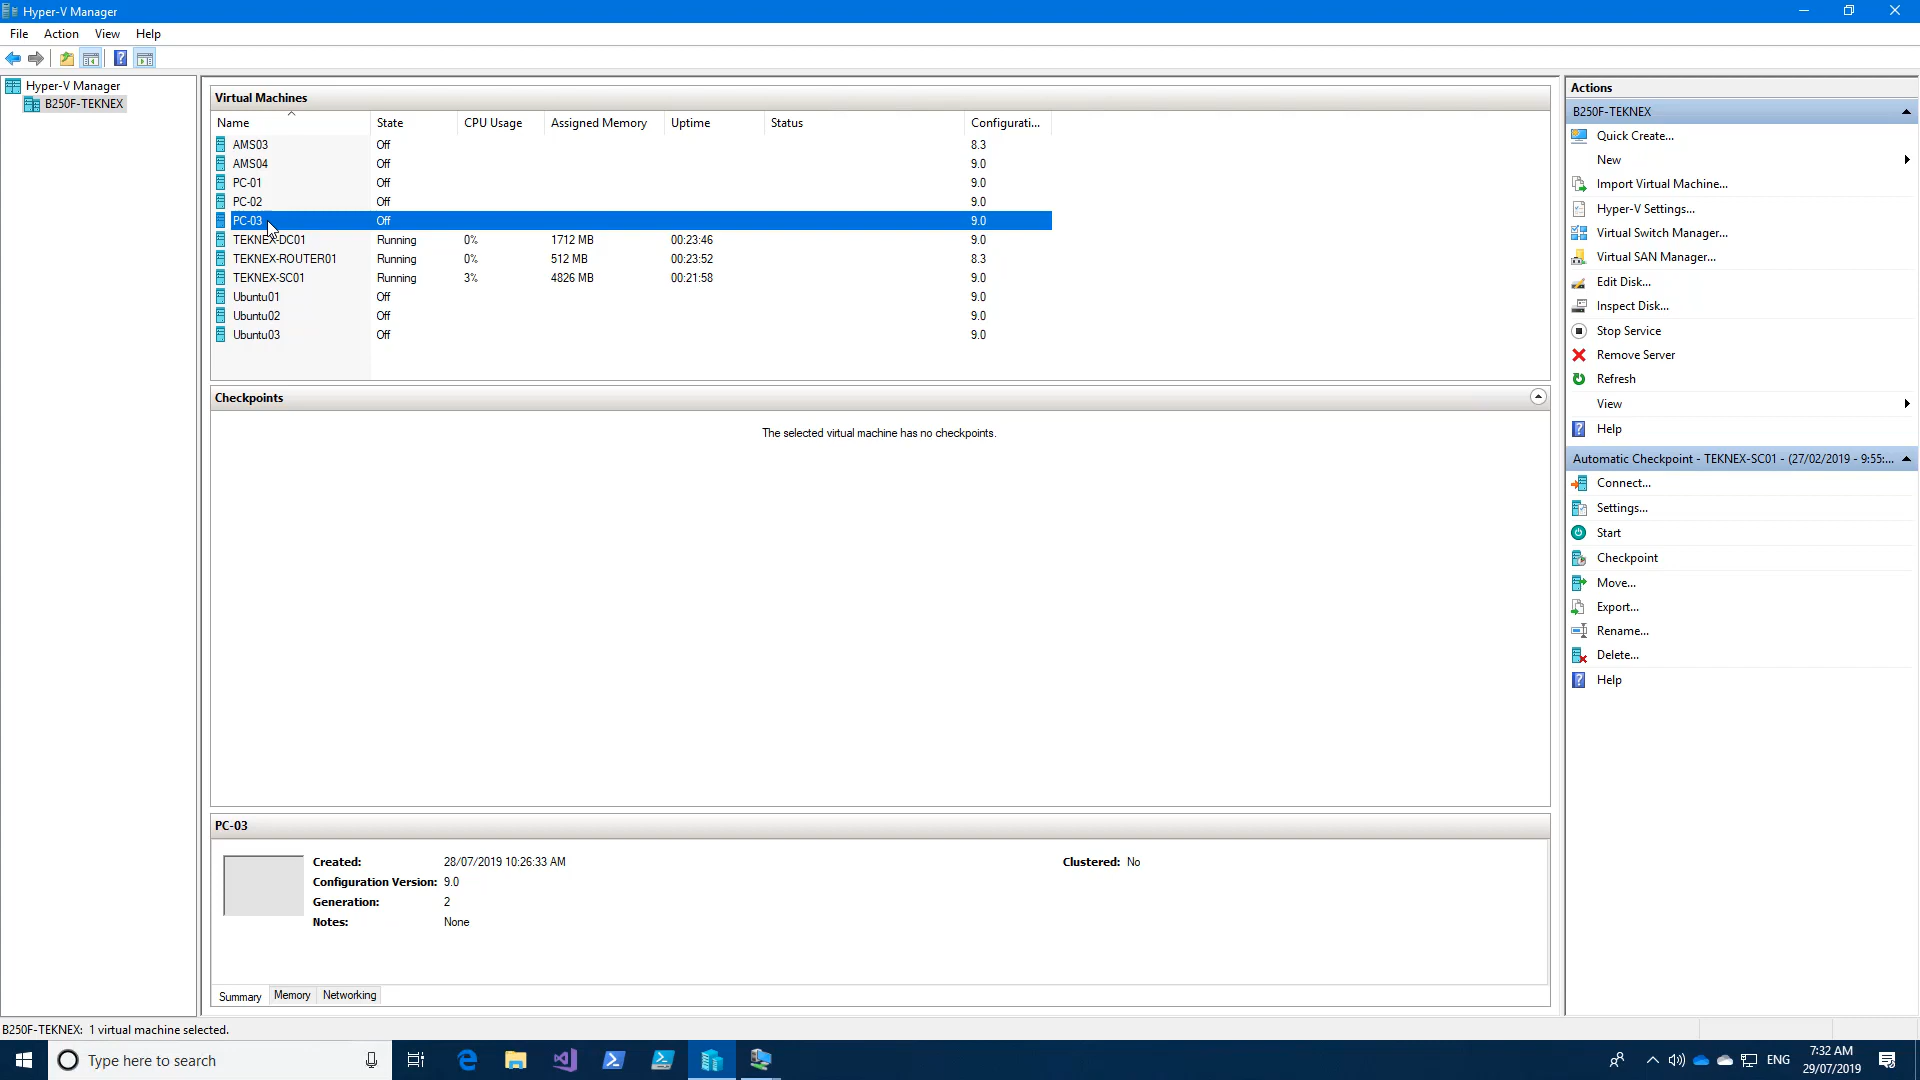 Hyper-V Manager
File Action View Help
Hyper-V Manager
B250F-TEKNEX
Virtual Machines
Name State CPU Usage Assigned Memory Uptime Status Configurati...
AMS03 Off 8.3
AMS04 Off 9.0
PC-01 Off 9.0
PC-02 Off 9.0
PC-03 Off 9.0
TEKNEX-DC01 Running 0% 1712 MB 00:23:46 9.0
TEKNEX-ROUTER01 Running 0% 512 MB 00:23:52 8.3
TEKNEX-SC01 Running 3% 4826 MB 00:21:58 9.0
Ubuntu01 Off 9.0
Ubuntu02 Off 9.0
Ubuntu03 Off 9.0
Checkpoints
The selected virtual machine has no checkpoints.
PC-03
Created: 28/07/2019 10:26:33 AM Clustered: No
Configuration Version: 9.0
Generation: 2
Notes: None
Summary Memory Networking
Actions
B250F-TEKNEX
Quick Create...
New
Import Virtual Machine...
Hyper-V Settings...
Virtual Switch Manager...
Virtual SAN Manager...
Edit Disk...
Inspect Disk...
Stop Service
Remove Server
Refresh
View
Help
Automatic Checkpoint - TEKNEX-SC01 - (27/02/2019 - 9:55:...
Connect...
Settings...
Start
Checkpoint
Move...
Export...
Rename...
Delete...
Help
B250F-TEKNEX: 1 virtual machine selected.
Type here to search
ENG
7:32 AM
29/07/2019